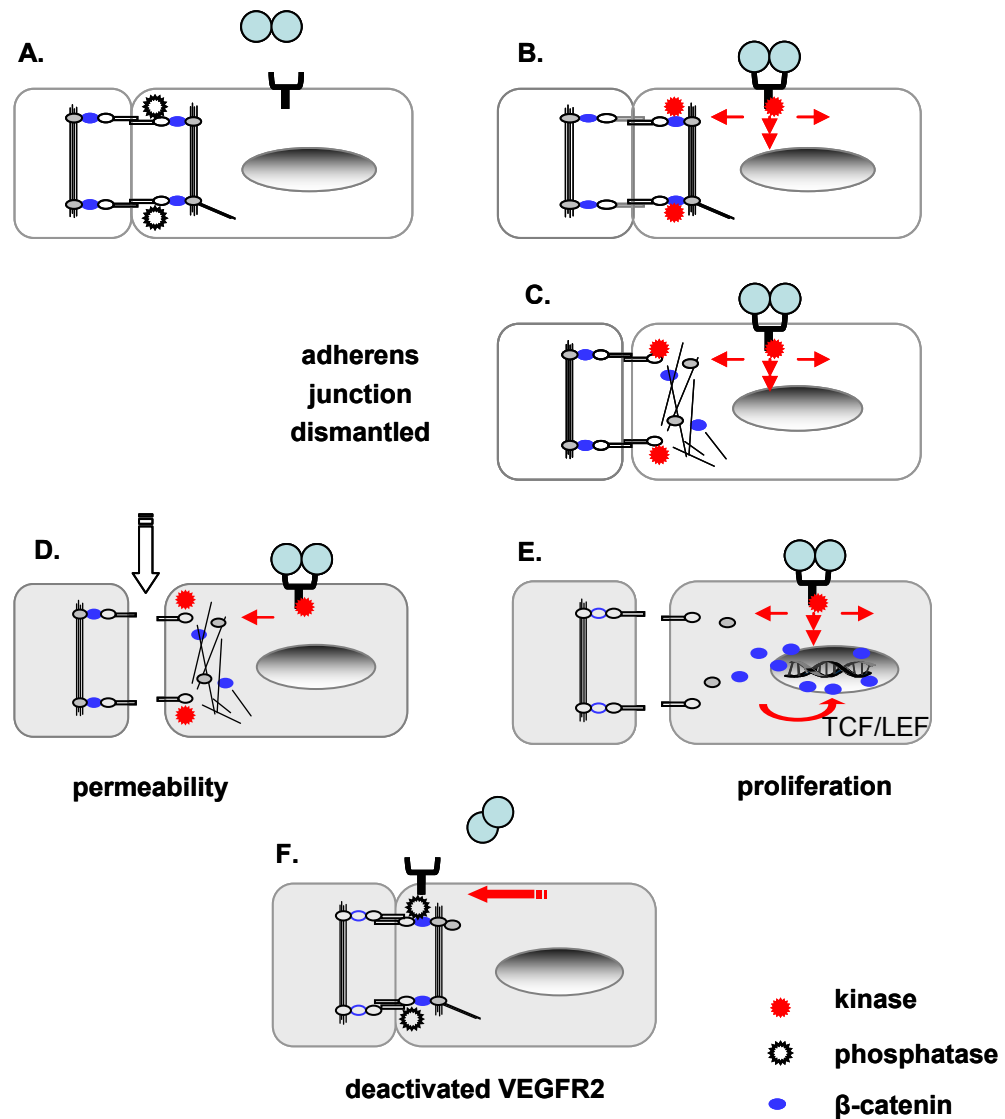 A.
B.
C.
adherens
junction
dismantled
D.
E.
TCF/LEF
permeability
proliferation
F.
kinase
phosphatase
β-catenin
deactivated VEGFR2